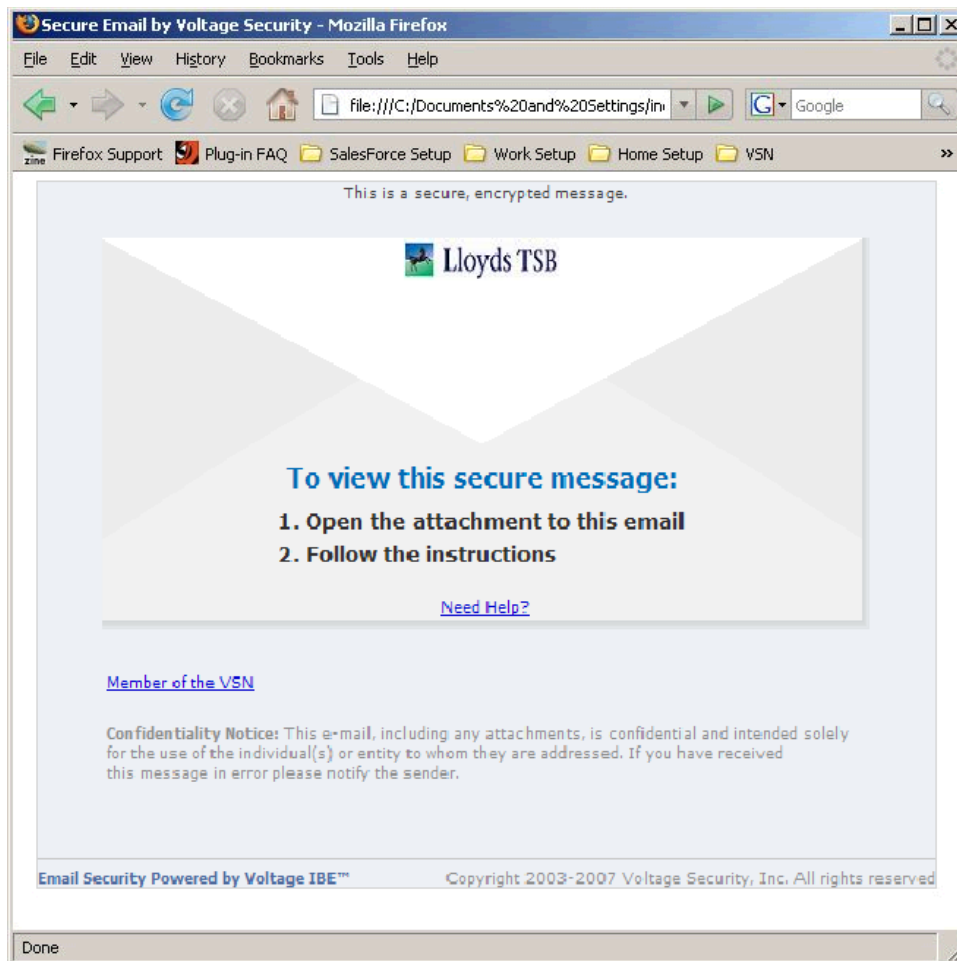 Secure Email by Voltage Security - Mozilla Firefox
File Edit View History Bookmarks Tools Help
file:///C:/Documents%20and%20Settings/in
G Google
zine Firefox Support Plug-in FAQ SalesForce Setup Work Setup Home Setup VSN »
This is a secure, encrypted message.
Lloyds TSB
To view this secure message:
1. Open the attachment to this email
2. Follow the instructions
Need Help?
Member of the VSN
Confidentiality Notice: This e-mail, including any attachments, is confidential and intended solely
for the use of the individual(s) or entity to whom they are addressed. If you have received
this message in error please notify the sender.
Email Security Powered by Voltage IBE™ Copyright 2003-2007 Voltage Security, Inc. All rights reserved
Done